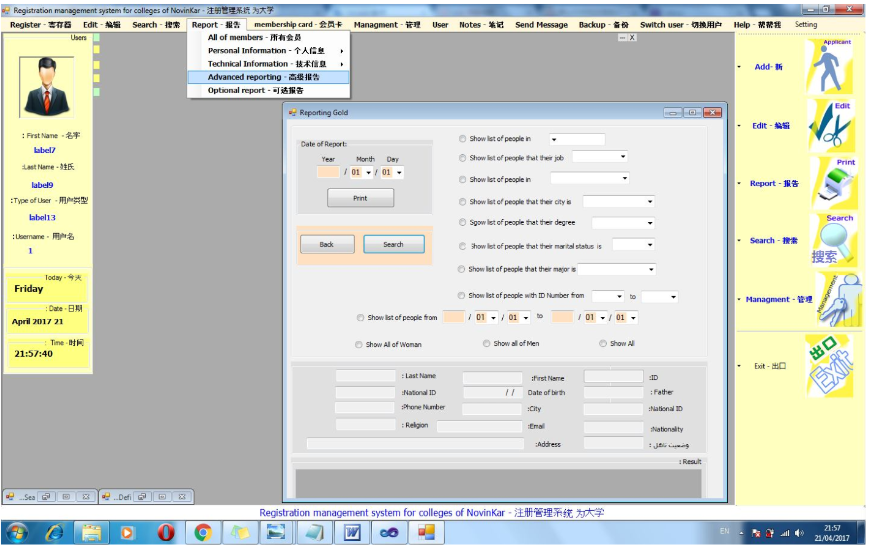 Registration management system for colleges of NovinKar - 注册管理系统 为大学
Register - 寄存器 Edit - 编辑 Search - 搜索 Report - 报告 membership card - 会员卡 Managment - 管理 User Notes - 笔记 Send Message Backup - 备份 Switch user - 切换用户 Help - 帮帮我 Setting
All of members - 所有会员
Personal Information - 个人信息
Technical Information - 技术信息
Advanced reporting - 高级报告
Optional report - 可选报告
Users
: First Name - 名字
label7
:Last Name - 姓氏
label9
:Type of User - 用户类型
label13
:Username - 用户名
1
Today - 今天
Friday
: Date - 日期
April 2017 21
: Time - 时间
21:57:40
Reporting Gold
Date of Report:
Year Month Day
/ 01 / 01
Print
Back Search
Show list of people in
Show list of people that their job
Show list of people in
Show list of people that their city is
Sgow list of people that their degree
Show list of people that their marital status is
Show list of people that their major is
Show list of people with ID Number from to
Show list of people from / 01 / 01 to / 01 / 01
Show All of Woman Show all of Men Show All
: Last Name :First Name :ID
:National ID / / Date of birth : Father
:Phone Number :City :National ID
: Religion :Email :Nationality
:Address وضعیت تاهل :
: Result
Applicant
Add- 新
Edit
Edit - 编辑
Print
Report - 报告
Search
Search - 搜索
搜索
Managment - 管理
Management
出口
Exit - 出口
Exit
...Sea ...Defi
Registration management system for colleges of NovinKar - 注册管理系统 为大学
EN 21:57
21/04/2017